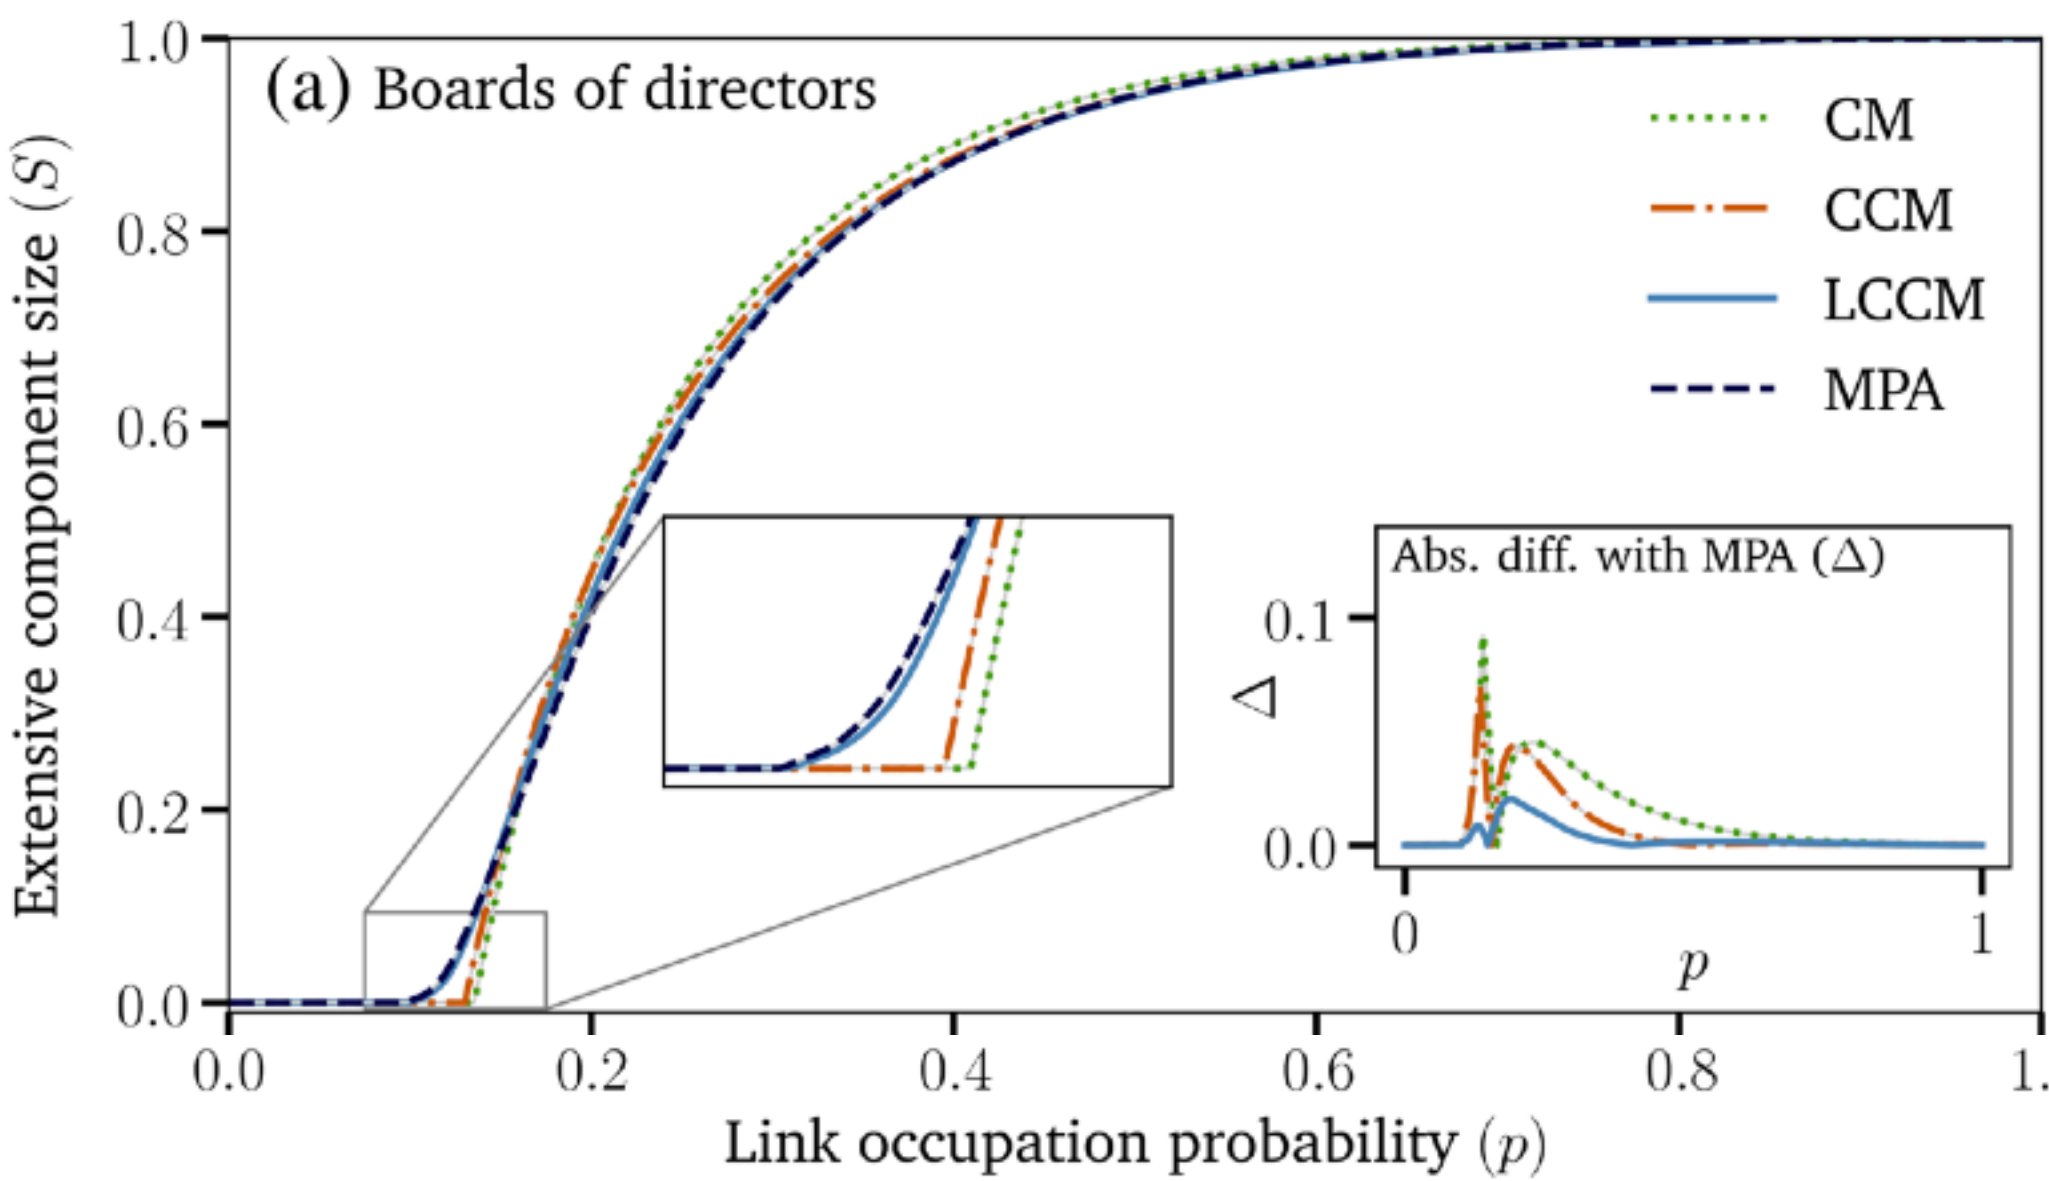 (a) Boards of directors
Extensive component size (S)
1.0
0.8
0.6
0.4
0.2
0.0
0.0 0.2 0.4 0.6 0.8 1.
Link occupation probability (p)
CM
CCM
LCCM
MPA
Abs. diff. with MPA (Δ)
Δ
0.1
0.0
0 1
p